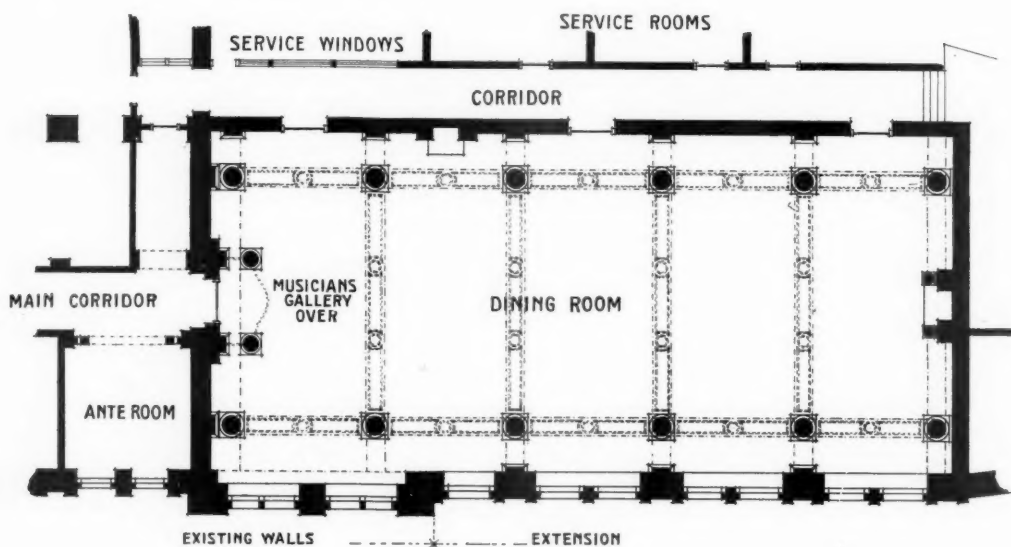 SERVICE ROOMS
SERVICE WINDOWS
CORRIDOR
MUSICIANS
GALLERY
OVER
MAIN CORRIDOR
DINING ROOM
ANTE ROOM
EXISTING WALLS
EXTENSION